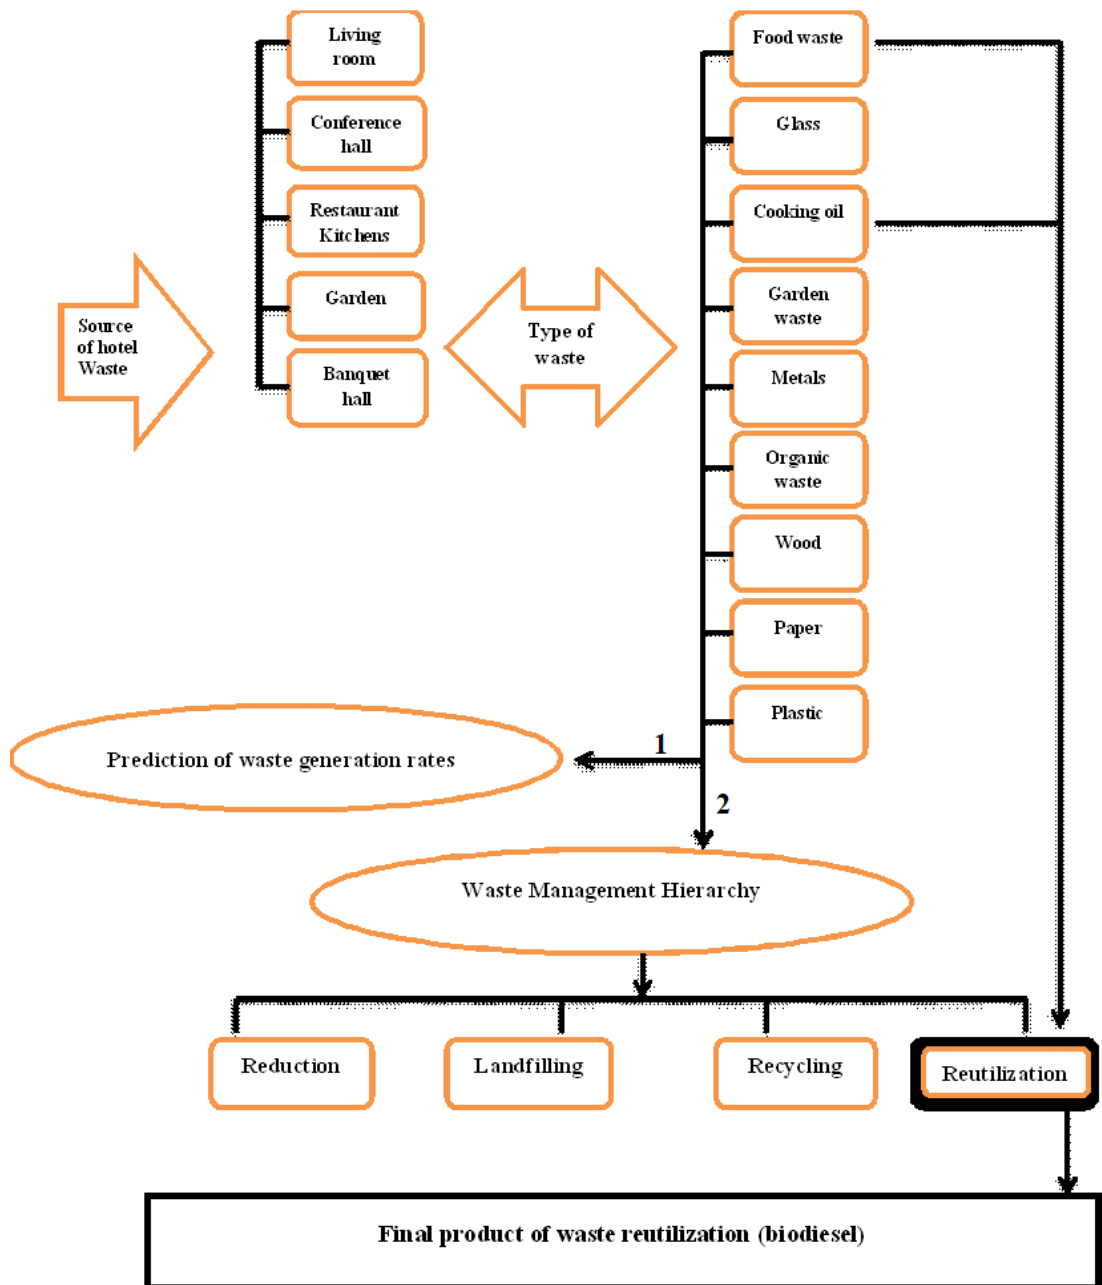 Source
of hotel
Waste
Living
room
Conference
hall
Restaurant
Kitchens
Garden
Banquet
hall
Type of
waste
Food waste
Glass
Cooking oil
Garden
waste
Metals
Organic
waste
Wood
Paper
Plastic
1
Prediction of waste generation rates
2
Waste Management Hierarchy
Reduction
Landfilling
Recycling
Reutilization
Final product of waste reutilization (biodiesel)